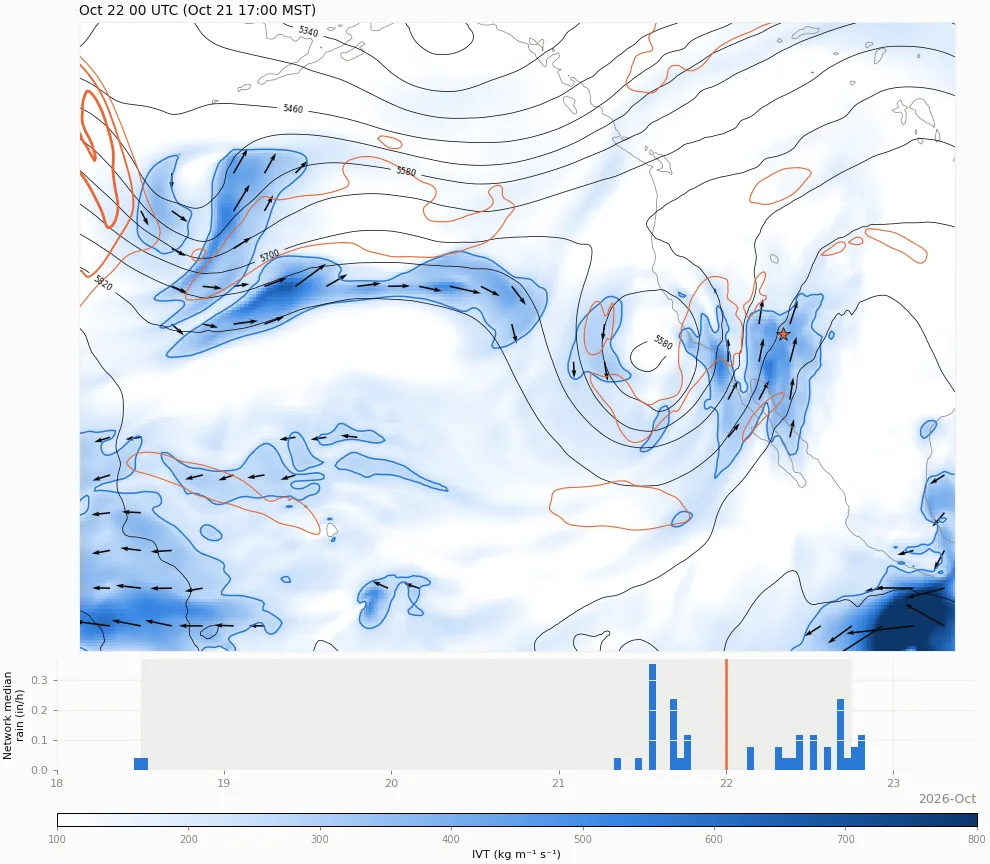 Oct 22 00 UTC (Oct 21 17:00 MST)
5340
5460
5580
5700
5820
5580
Network median
rain (in/h)
0.3
0.2
0.1
0.0
18 19 20 21 22 23
2026-Oct
100 200 300 400 500 600 700 800
IVT (kg m⁻¹ s⁻¹)